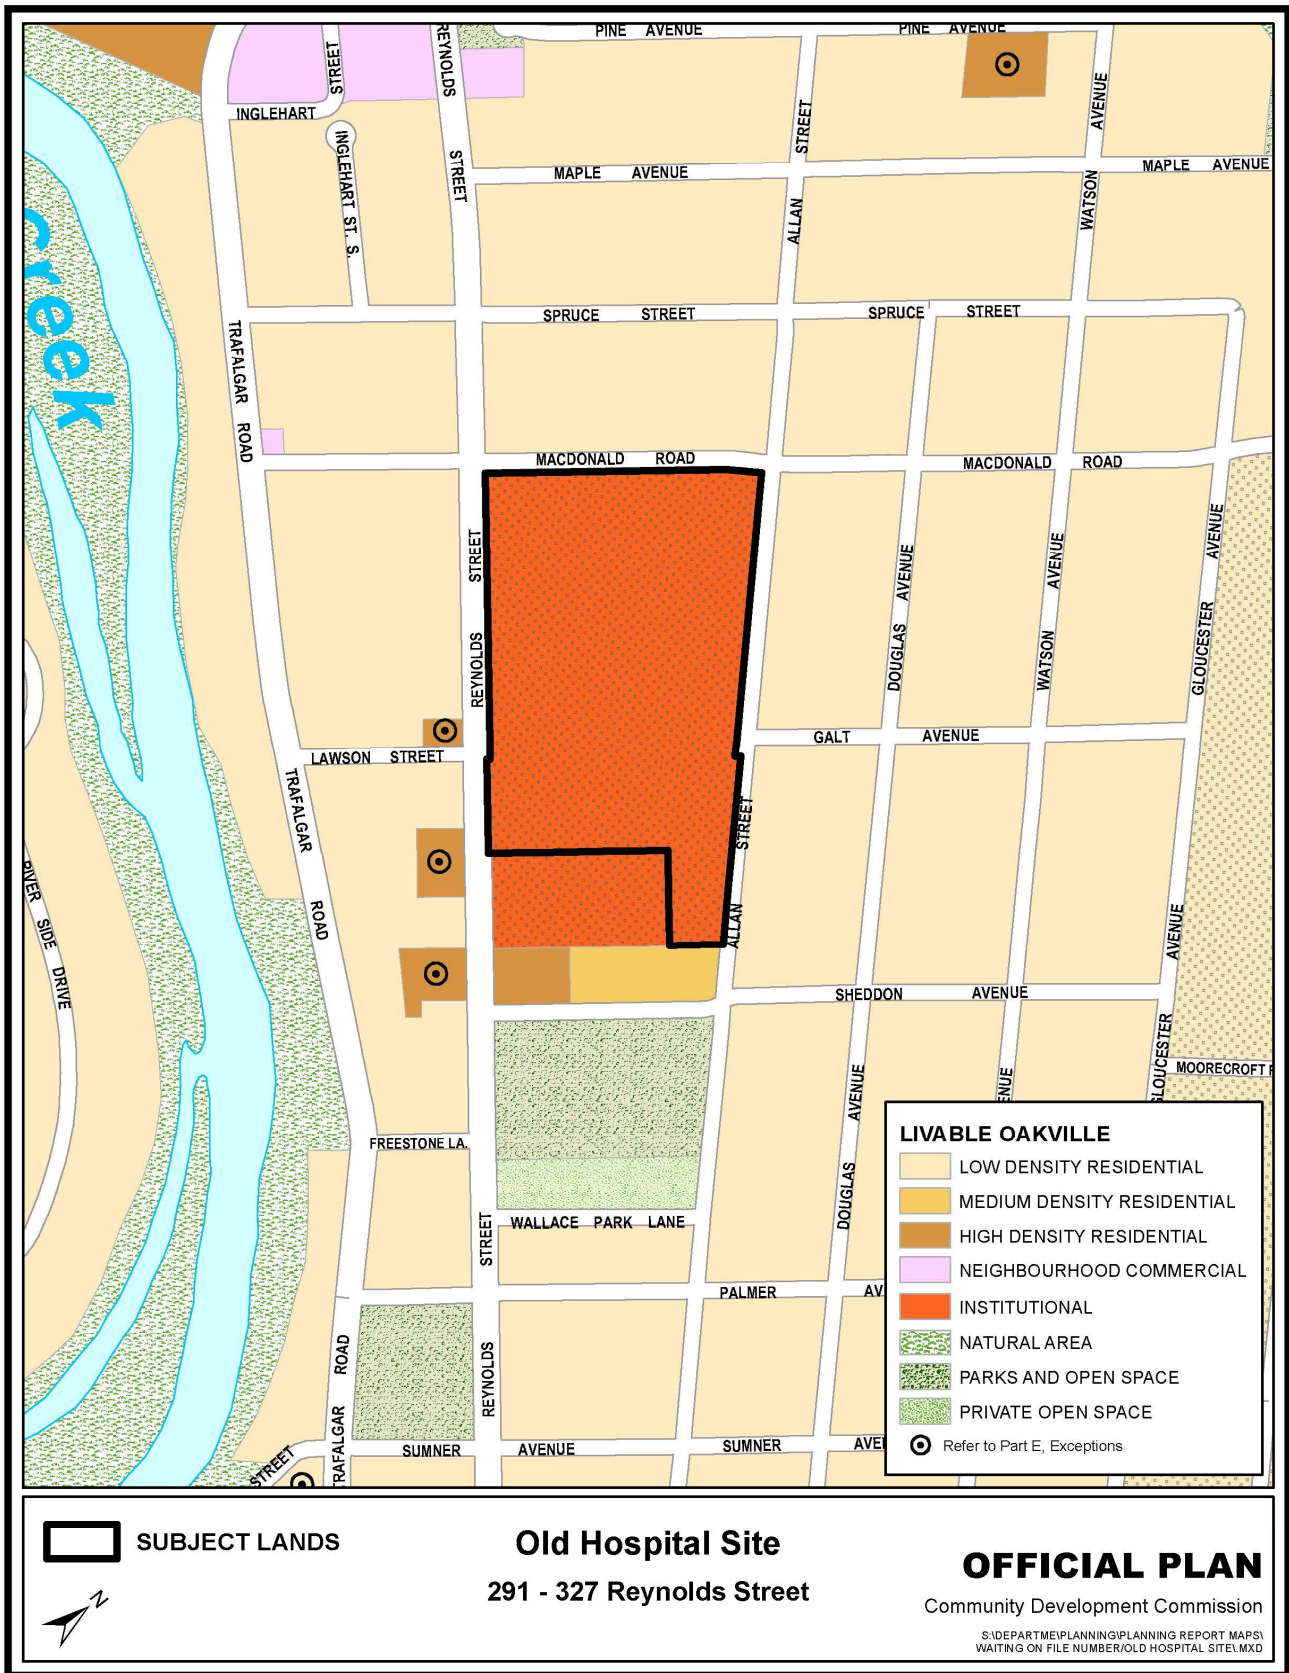 PINE AVENUE
PINE AVENUE
STREET
REYNOLDS
STREET
INGLEHART
INGLEHART ST. S.
STREET
ALLAN
AVENUE
WATSON
MAPLE AVENUE
MAPLE AVENUE
Creek
SPRUCE STREET
SPRUCE STREET
TRAFALGAR ROAD
MACDONALD ROAD
MACDONALD ROAD
STREET
REYNOLDS
AVENUE
DOUGLAS
AVENUE
WATSON
AVENUE
GLOUCESTER
LAWSON STREET
GALT AVENUE
TRAFALGAR ROAD
STREET
ALLAN
RIVER SIDE DRIVE
AVENUE
GLOUCESTER
SHEDDON AVENUE
MOORECROFT
AVENUE
DOUGLAS
FREESTONE LA.
WALLACE PARK LANE
STREET
REYNOLDS
PALMER AV
ROAD
TRAFALGAR
SUMNER AVENUE
SUMNER AVE
STREET
LIVABLE OAKVILLE
LOW DENSITY RESIDENTIAL
MEDIUM DENSITY RESIDENTIAL
HIGH DENSITY RESIDENTIAL
NEIGHBOURHOOD COMMERCIAL
INSTITUTIONAL
NATURAL AREA
PARKS AND OPEN SPACE
PRIVATE OPEN SPACE
Refer to Part E, Exceptions
SUBJECT LANDS
N
Old Hospital Site
291 - 327 Reynolds Street
OFFICIAL PLAN
Community Development Commission
S:\DEPARTME\PLANNING\PLANNING REPORT MAPS\
WAITING ON FILE NUMBER/OLD HOSPITAL SITE\.MXD